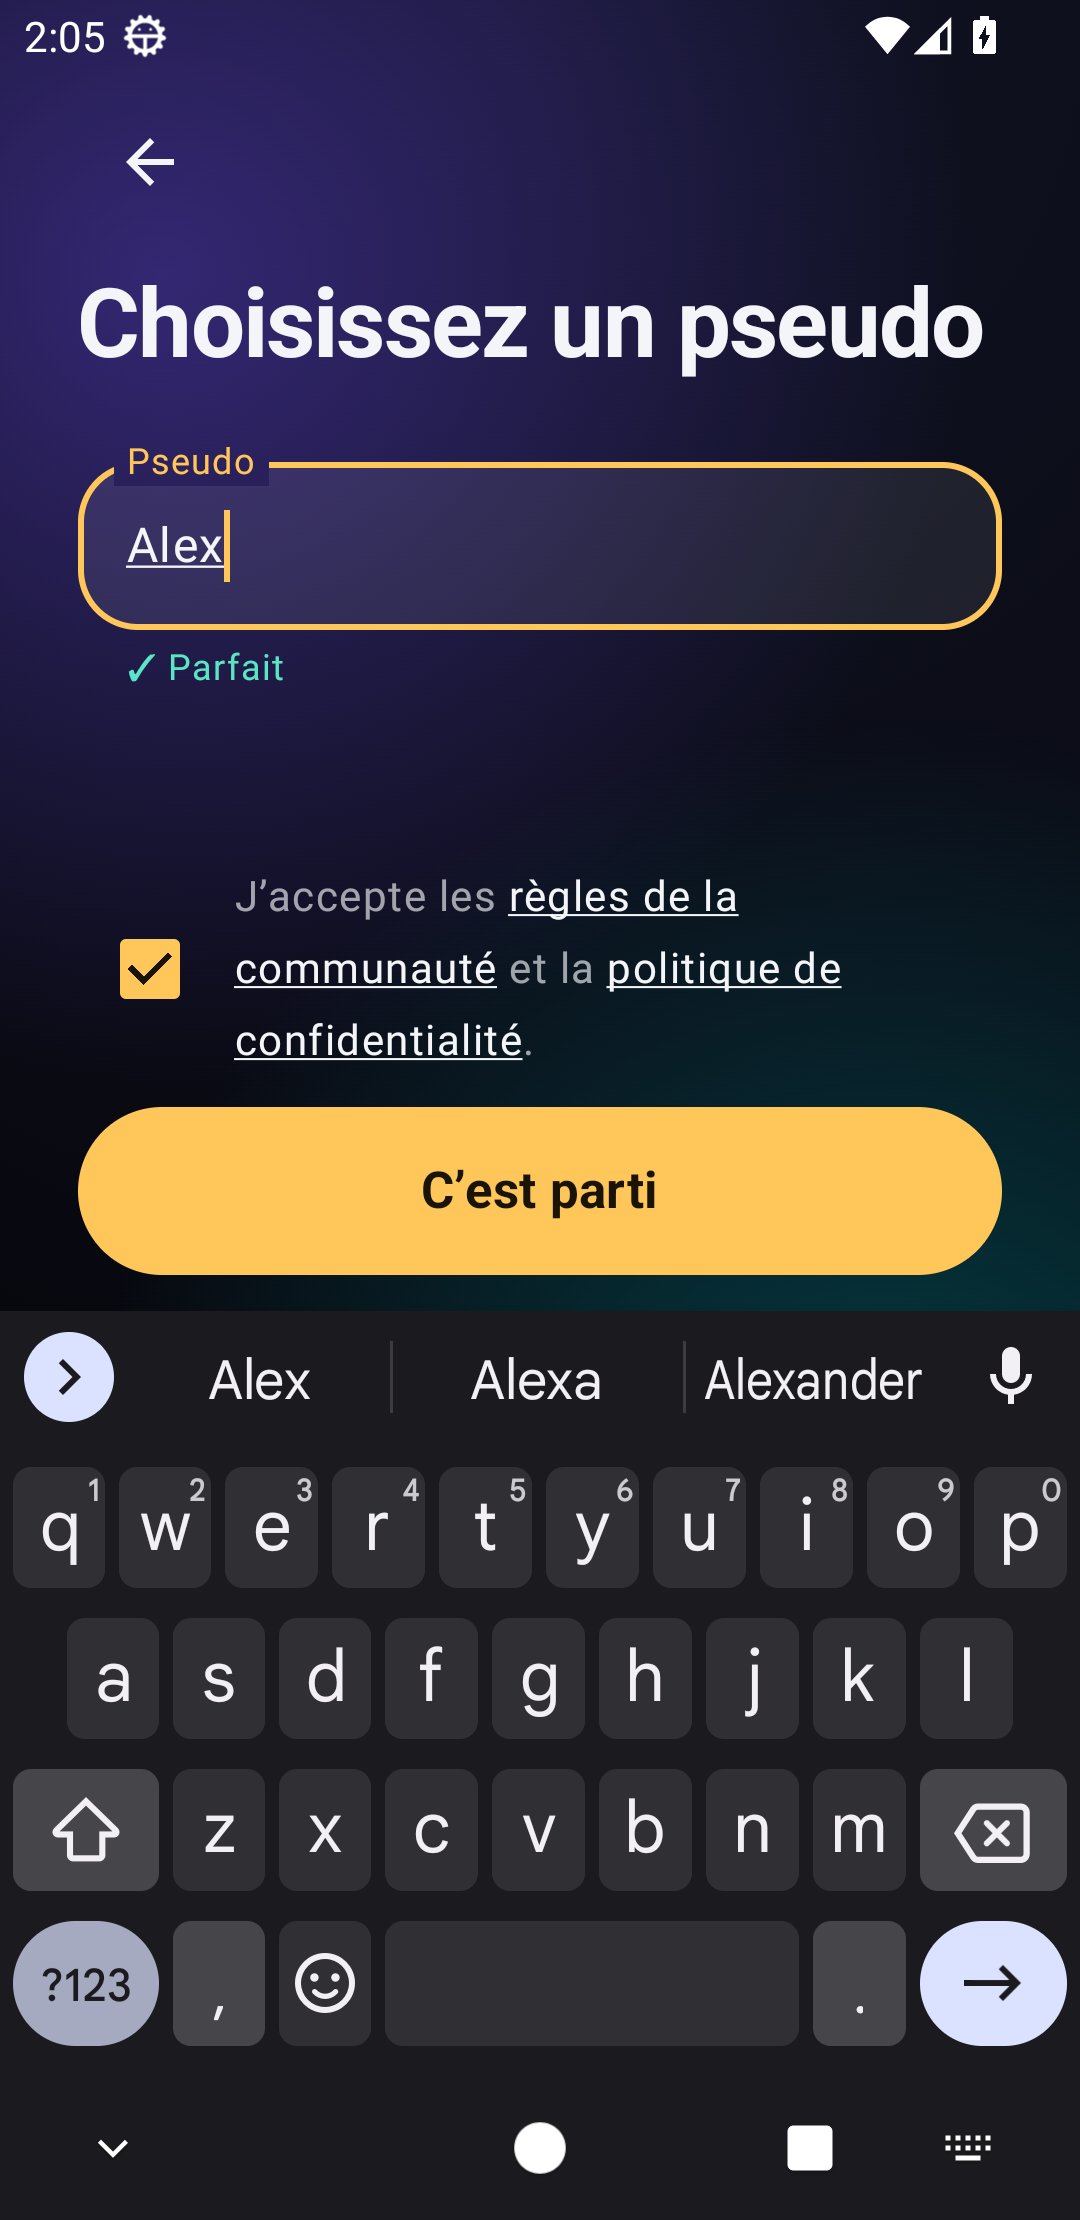 2:05
Choisissez un pseudo
Pseudo
Alex
✓ Parfait
J’accepte les règles de la
communauté et la politique de
confidentialité.
C’est parti
Alex Alexa Alexander
1 2 3 4 5 6 7 8 9 0
q w e r t y u i o p
a s d f g h j k l
z x c v b n m
?123 , .